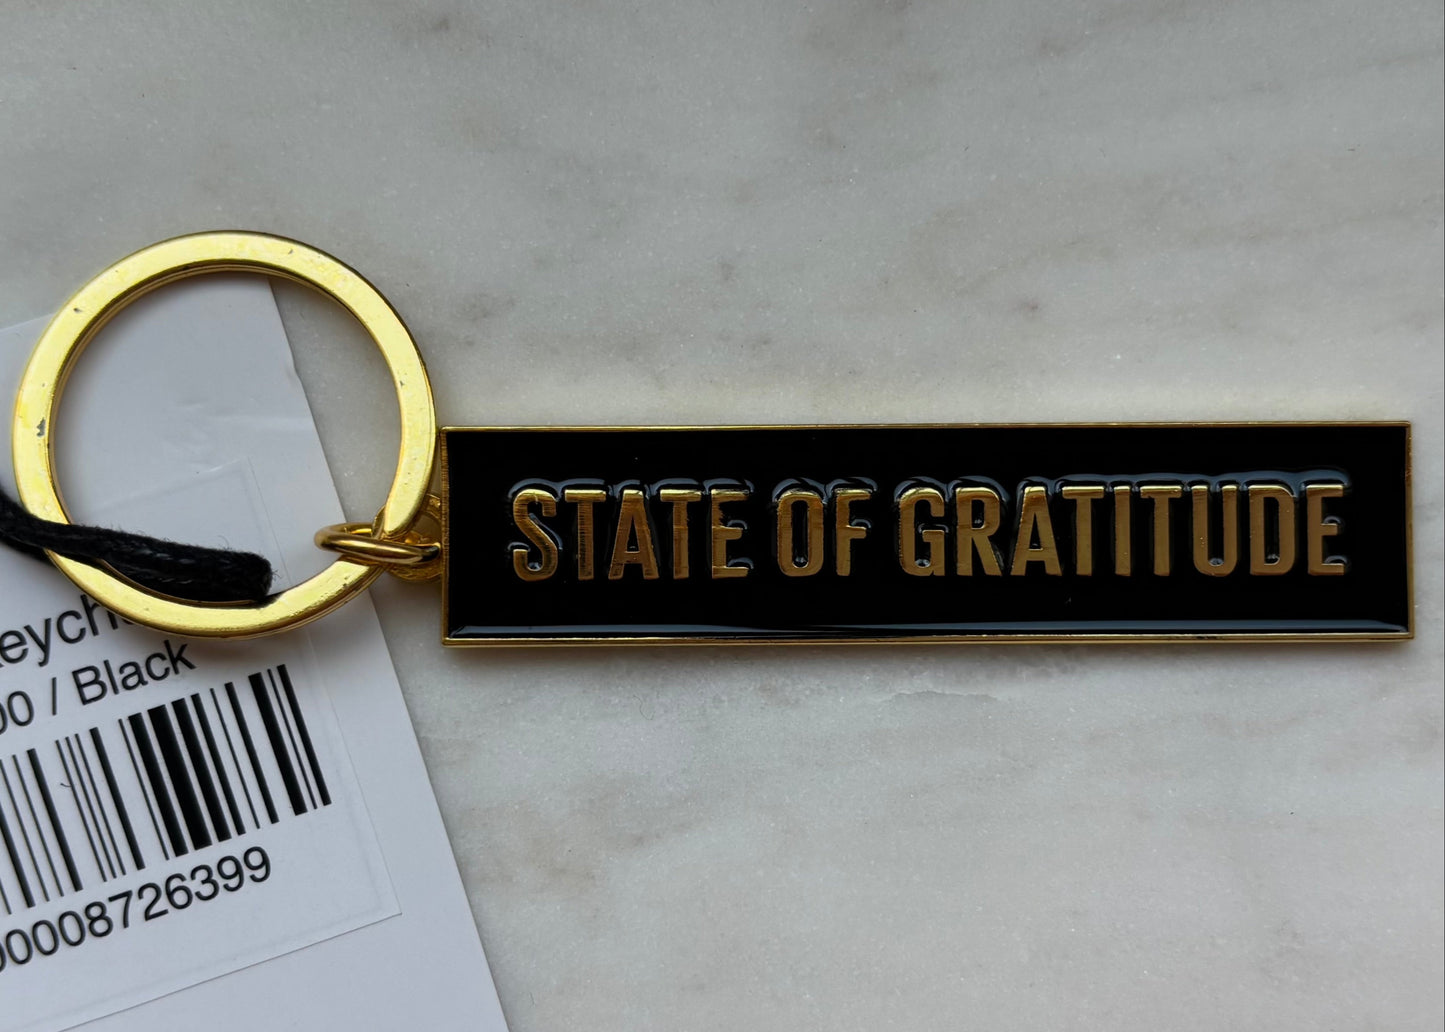 STATE OF GRATITUDE
/ Black
00008726399